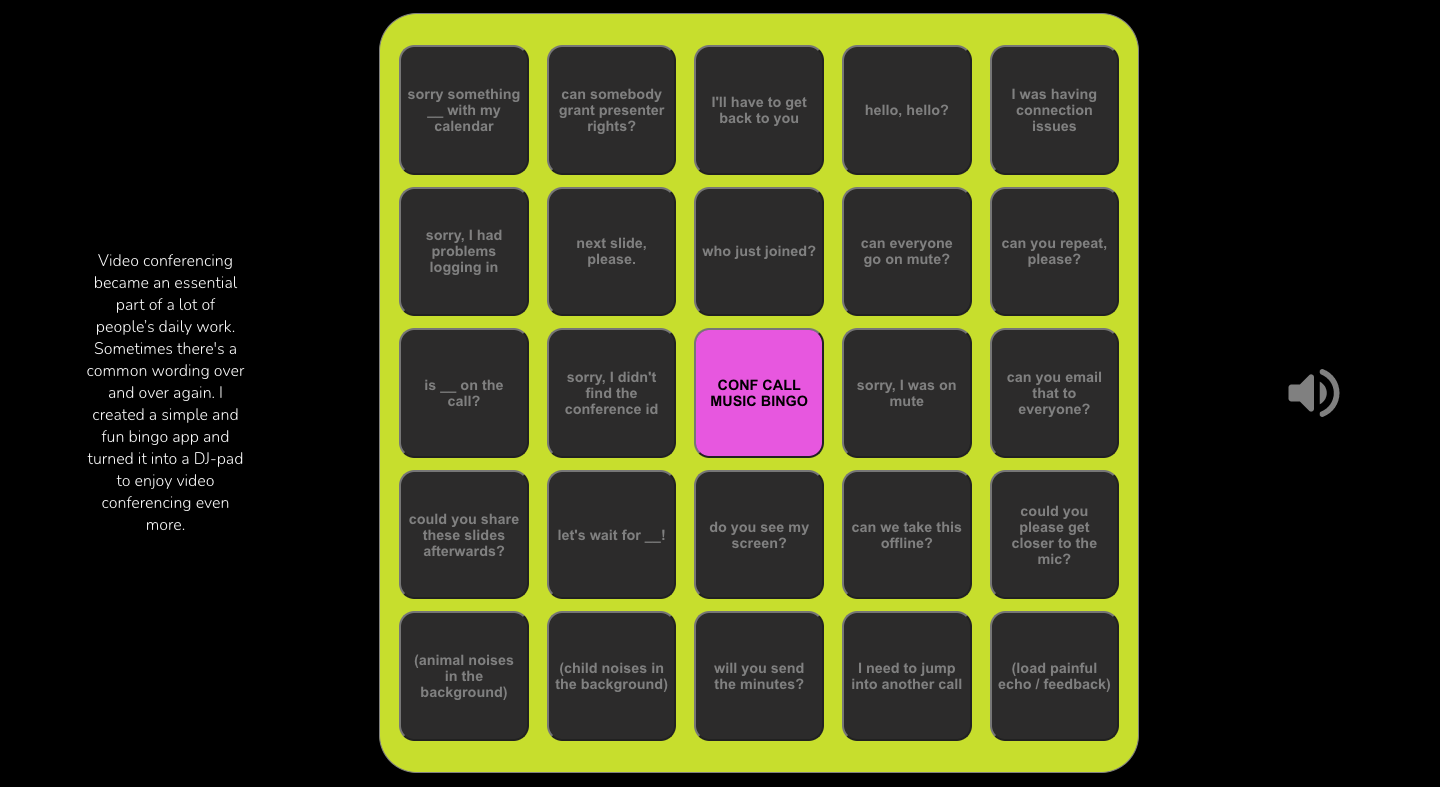 Video conferencing
became an essential
part of a lot of
people's daily work.
Sometimes there's a
common wording over
and over again. I
created a simple and
fun bingo app and
turned it into a DJ-pad
to enjoy video
conferencing even
more.
sorry something
__ with my
calendar
can somebody
grant presenter
rights?
I'll have to get
back to you
hello, hello?
I was having
connection
issues
sorry, I had
problems
logging in
next slide,
please.
who just joined?
can everyone
go on mute?
can you repeat,
please?
is __ on the
call?
sorry, I didn't
find the
conference id
CONF CALL
MUSIC BINGO
sorry, I was on
mute
can you email
that to
everyone?
could you share
these slides
afterwards?
let's wait for __!
do you see my
screen?
can we take this
offline?
could you
please get
closer to the
mic?
(animal noises
in the
background)
(child noises in
the background)
will you send
the minutes?
I need to jump
into another call
(load painful
echo / feedback)